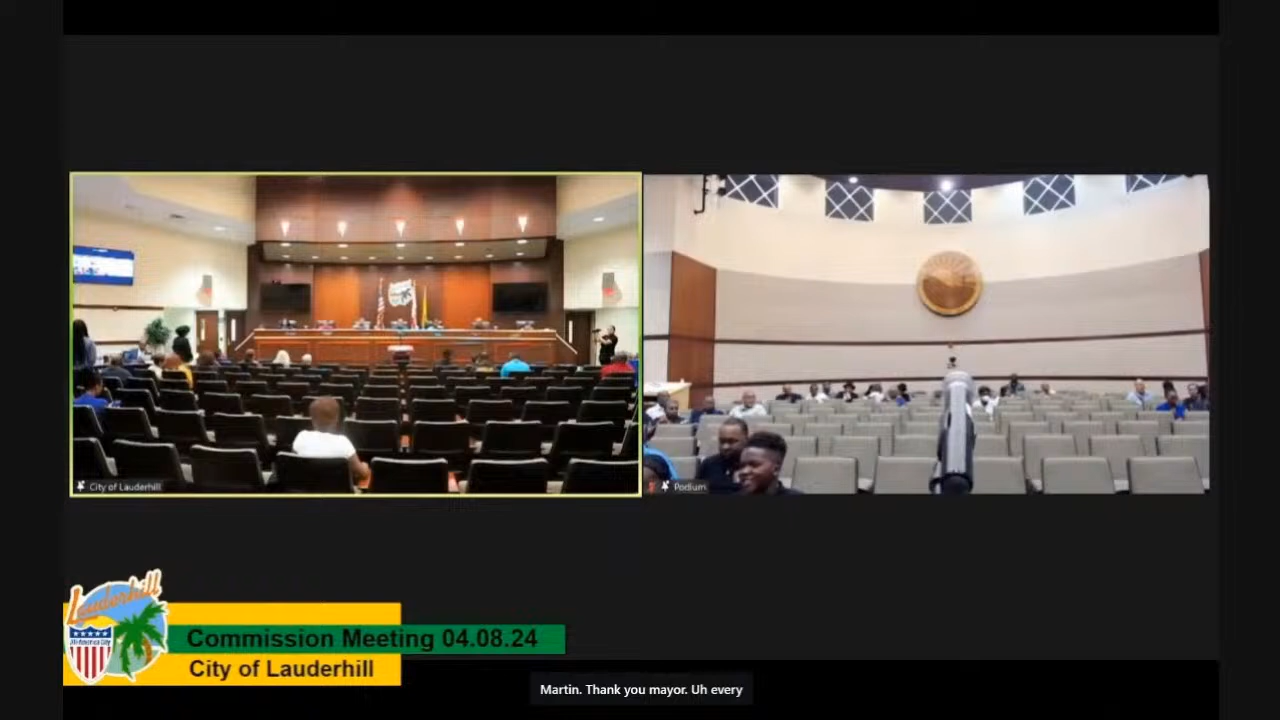 City of Lauderhill
Podium
Lauderhill
Commission Meeting 04.08.24
City of Lauderhill
Martin. Thank you mayor. Uh every